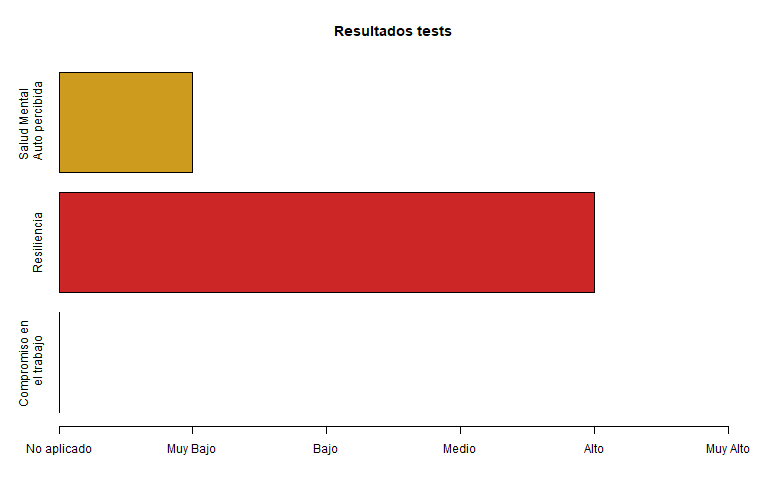 Resultados tests
Salud Mental
Auto percibida
Resiliencia
Compromiso en
el trabajo
No aplicado
Muy Bajo
Bajo
Medio
Alto
Muy Alto